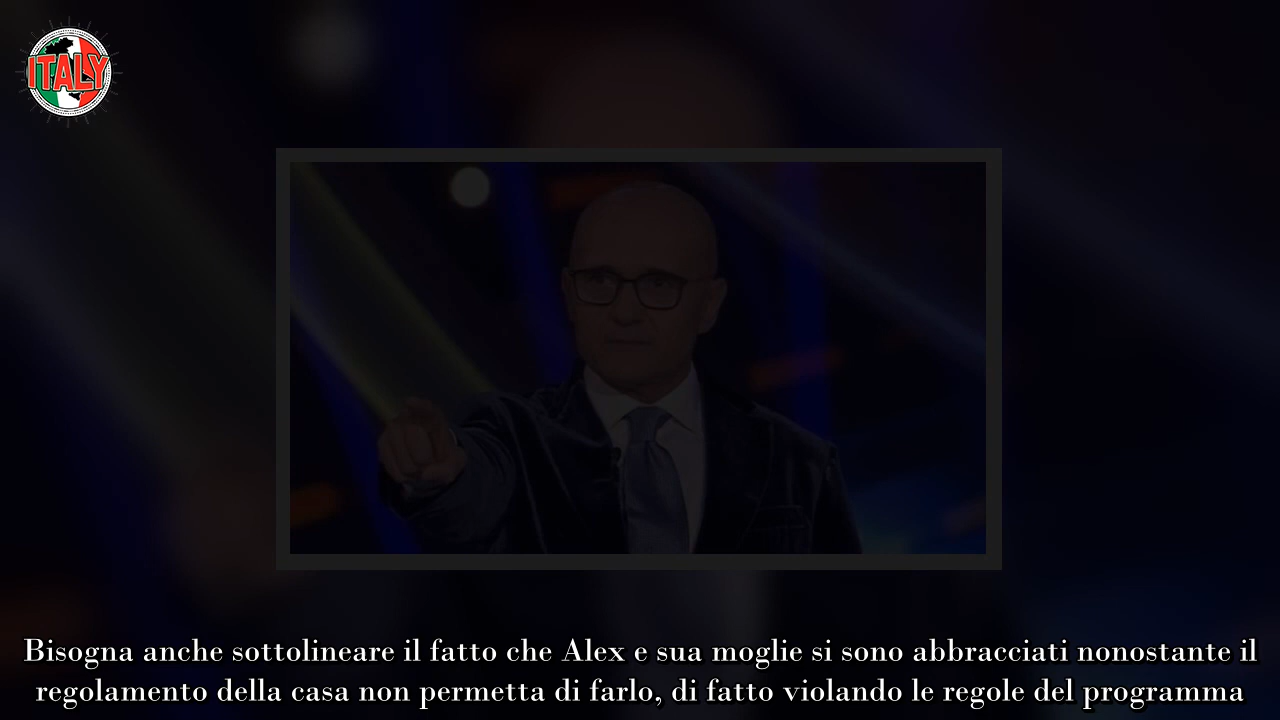 ITALY
Bisogna anche sottolineare il fatto che Alex e sua moglie si sono abbracciati nonostante il
regolamento della casa non permetta di farlo, di fatto violando le regole del programma